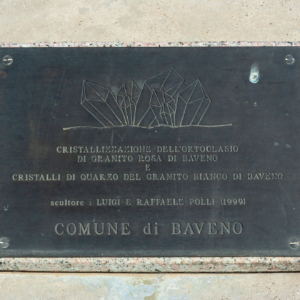 CRISTALLIZZAZIONE DELL'ORTOCLASIO
DI GRANITO ROSA DI BAVENO
E
CRISTALLI DI QUARZO DEL GRANITO BIANCO DI BAVENO
scultore : LUIGI E RAFFAELE POLLI (1999)
COMUNE di BAVENO